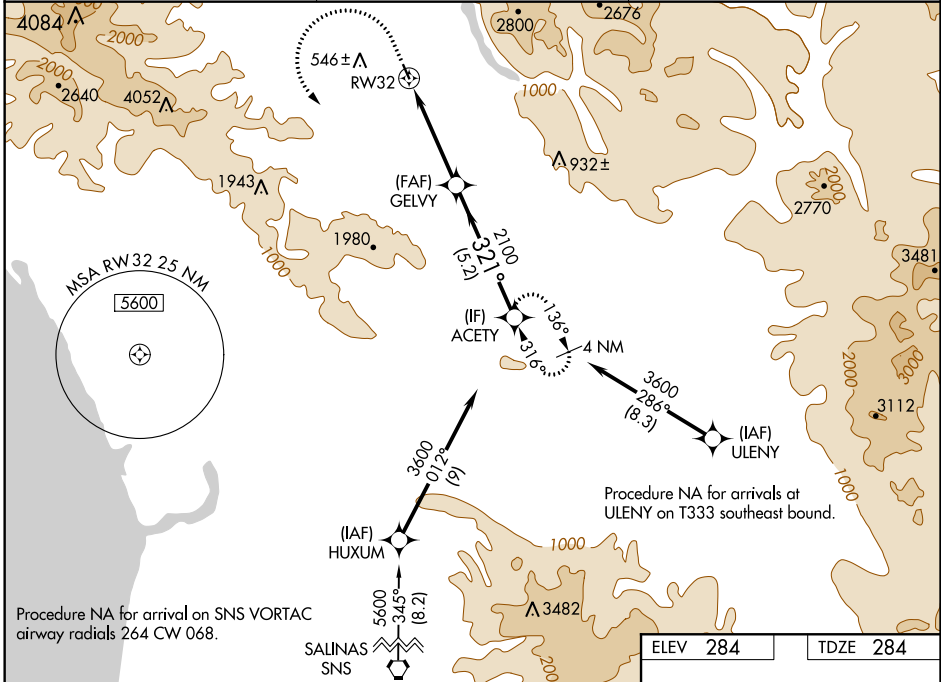 4084
2000
2000
2640
4052
546 ±
RW32
2800
2676
1000
932 ±
1943
(FAF)
GELVY
2000
2770
1980
1000
2100
321°
(5.2)
3481
MSA RW32 25 NM
5600
(IF)
ACETY
136°
316°
4 NM
2000
3000
3600
286°
(8.3)
3112
(IAF)
ULENY
3600
012°
(9)
1000
Procedure NA for arrivals at
ULENY on T333 southeast bound.
(IAF)
HUXUM
1000
5600
345°
(8.2)
3482
Procedure NA for arrival on SNS VORTAC
airway radials 264 CW 068.
SALINAS
SNS
ELEV 284
TDZE 284